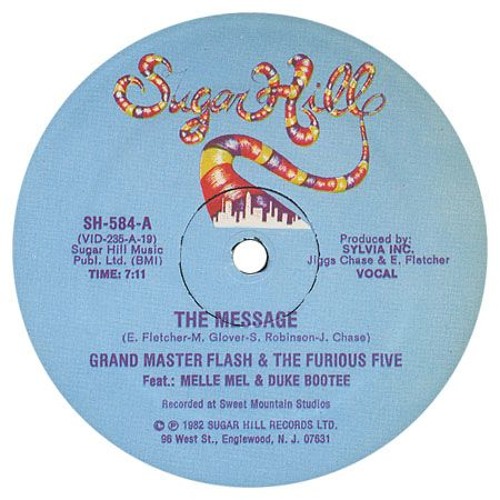 Sugar Hill
SH-584-A
(VID-235-A-19)
Sugar Hill Music
Publ. Ltd. (BMI)
TIME: 7:11
Produced by:
SYLVIA INC.
Jiggs Chase & E. Fletcher
VOCAL
THE MESSAGE
(E. Fletcher-M. Glover-S. Robinson-J. Chase)
GRAND MASTER FLASH & THE FURIOUS FIVE
Feat.: MELLE MEL & DUKE BOOTEE
Recorded at Sweet Mountain Studios
© ℗ 1982 SUGAR HILL RECORDS LTD.
96 West St., Englewood, N. J. 07631